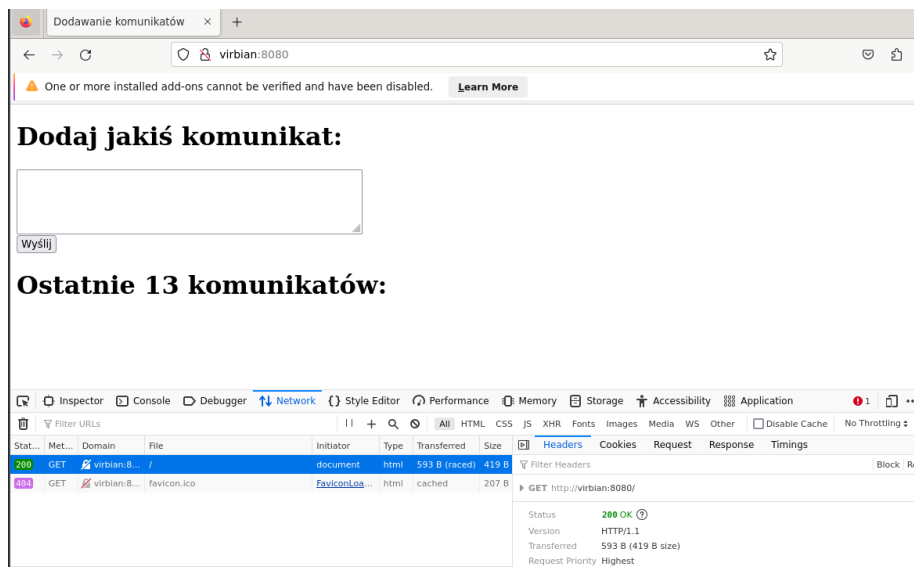 Dodawanie komunikatów × +
virbian:8080
One or more installed add-ons cannot be verified and have been disabled. Learn More
Dodaj jakiś komunikat:
Wyślij
Ostatnie 13 komunikatów:
Inspector Console Debugger Network {} Style Editor Performance Memory Storage Accessibility Application 1
Filter URLs All HTML CSS JS XHR Fonts Images Media WS Other Disable Cache No Throttling
Stat... Met... Domain File Initiator Type Transferred Size Headers Cookies Request Response Timings
200 GET virbian:8... / document html 593 B (raced) 419 B Filter Headers Block
404 GET virbian:8... favicon.ico FaviconLoa... html cached 207 B GET http://virbian:8080/
Status 200 OK ?
Version HTTP/1.1
Transferred 593 B (419 B size)
Request Priority Highest